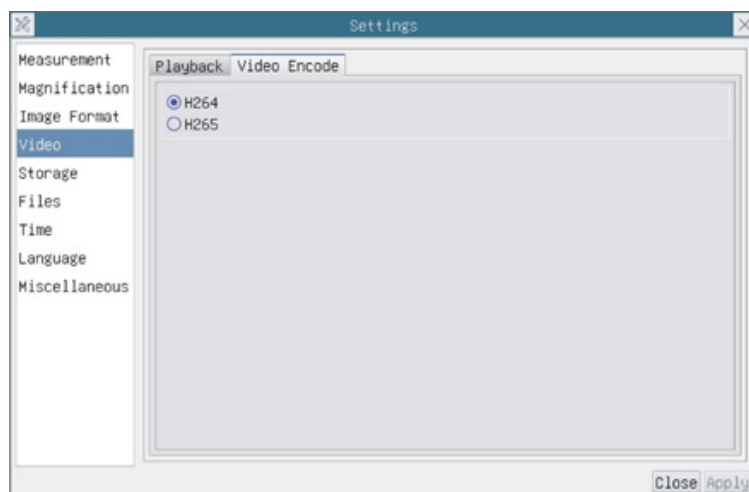 Settings
Measurement
Magnification
Image Format
Video
Storage
Files
Time
Language
Miscellaneous
Playback Video Encode
H264
H265
Close Apply